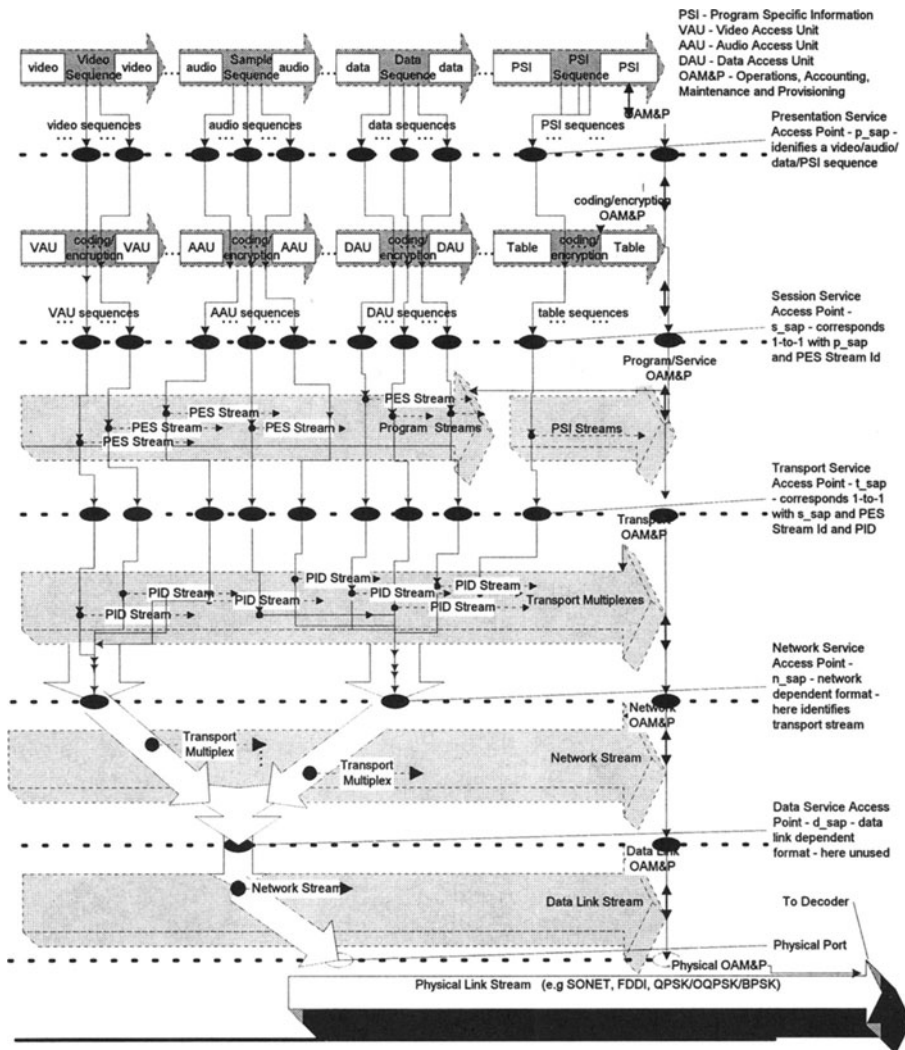 PSI - Program Specific Information
VAU - Video Access Unit
AAU - Audio Access Unit
DAU - Data Access Unit
OAM&P - Operations, Accounting,
Maintenance and Provisioning
video Video Sequence video
audio Sample Sequence audio
data Data Sequence data
PSI PSI Sequence PSI
OAM&P
video sequences
audio sequences
data sequences
PSI sequences
Presentation Service
Access Point - p_sap -
idenifies a video/audio/
data/PSI sequence
coding/encryption
OAM&P
VAU coding/ encruption VAU
AAU coding/ encryption AAU
DAU coding/ encryption DAU
Table coding/ encryption Table
VAU sequences
AAU sequences
DAU sequences
table sequences
Session Service
Access Point -
s_sap - corresponds
1-to-1 with p_sap
and PES Stream Id
Program/Service
OAM&P
PES Stream
PES Stream
PES Stream
PES Stream
PES Stream
Program Streams
PSI Streams
Transport Service
Access Point - t_sap
- corresponds 1-to-1
with s_sap and PES
Stream Id and PID
Transport
OAM&P
PID Stream
PID Stream
PID Stream
PID Stream
PID Stream
PID Stream
PID Stream
Transport Multiplexes
Network Service
Access Point -
n_sap - network
dependent format -
here identifies
transport stream
Network
OAM&P
Transport
Multiplex
Transport
Multiplex
Network Stream
Data Service Access
Point - d_sap - data
link dependent
format - here unused
Data Link
OAM&P
Network Stream
Data Link Stream
To Decoder
Physical Port
Physical OAM&P
Physical Link Stream (e.g SONET, FDDI, QPSK/OQPSK/BPSK)